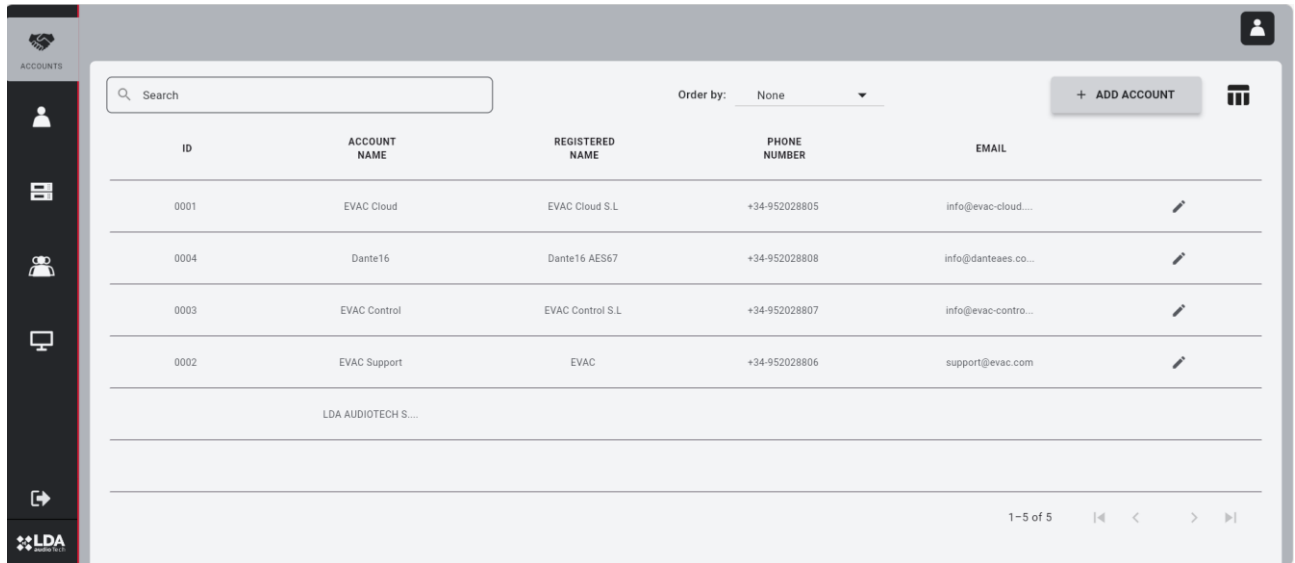 ACCOUNTS
Search
Order by: None
+ ADD ACCOUNT
ID ACCOUNT NAME REGISTERED NAME PHONE NUMBER EMAIL
0001 EVAC Cloud EVAC Cloud S.L +34-952028805 info@evac-cloud....
0004 Dante16 Dante16 AES67 +34-952028808 info@danteaes.co...
0003 EVAC Control EVAC Control S.L +34-952028807 info@evac-contro...
0002 EVAC Support EVAC +34-952028806 support@evac.com
LDA AUDIOTECH S....
1–5 of 5
LDA
audio Tech